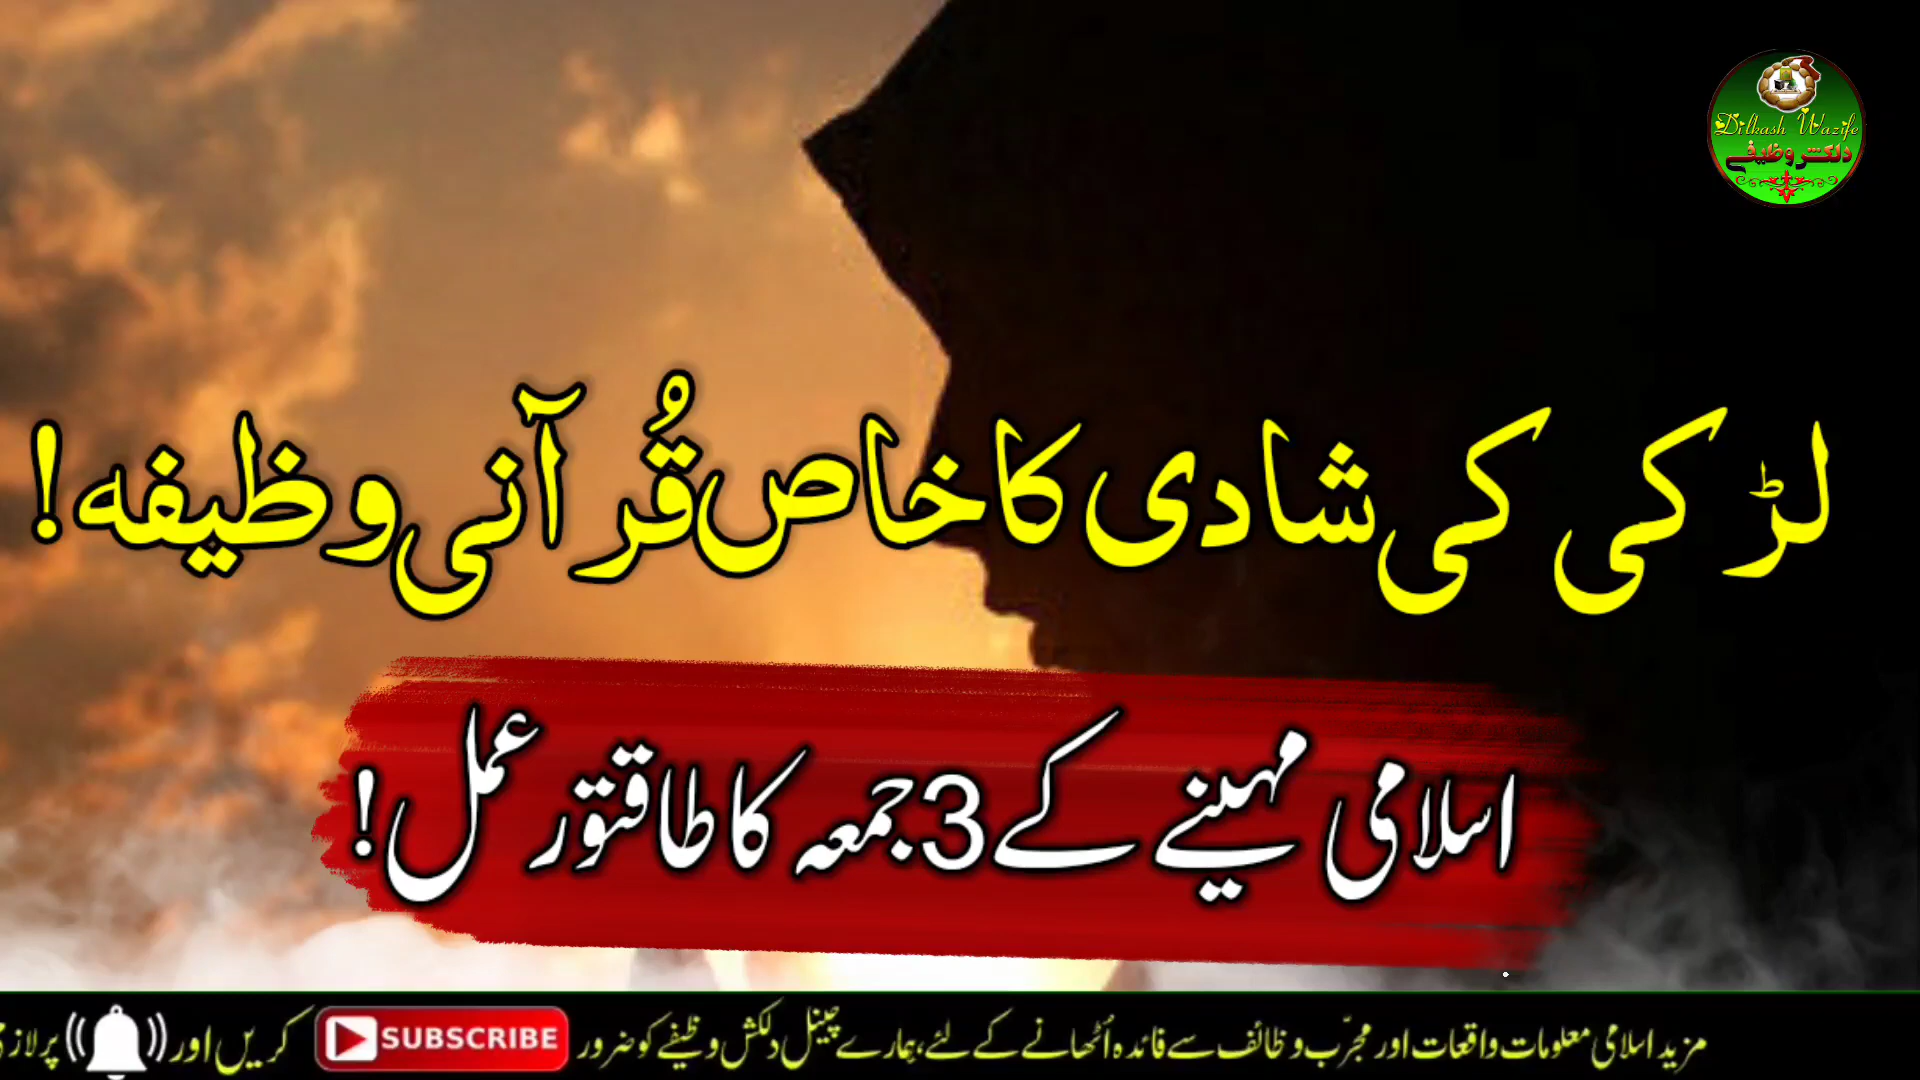 Dilkash Wazife
دلکش وظیفے
لڑکی کی شادی کا خاص قُرآنی وظیفہ!
اسلامی مہینے کے 3 جمعہ کا طاقتور عمل!
مزید اسلامی معلومات واقعات اور مجرّب وظائف سے فائدہ اُٹھانے کے لئے، ہمارے چینل دلکش وظیفے کو ضرور SUBSCRIBE کریں اور پر